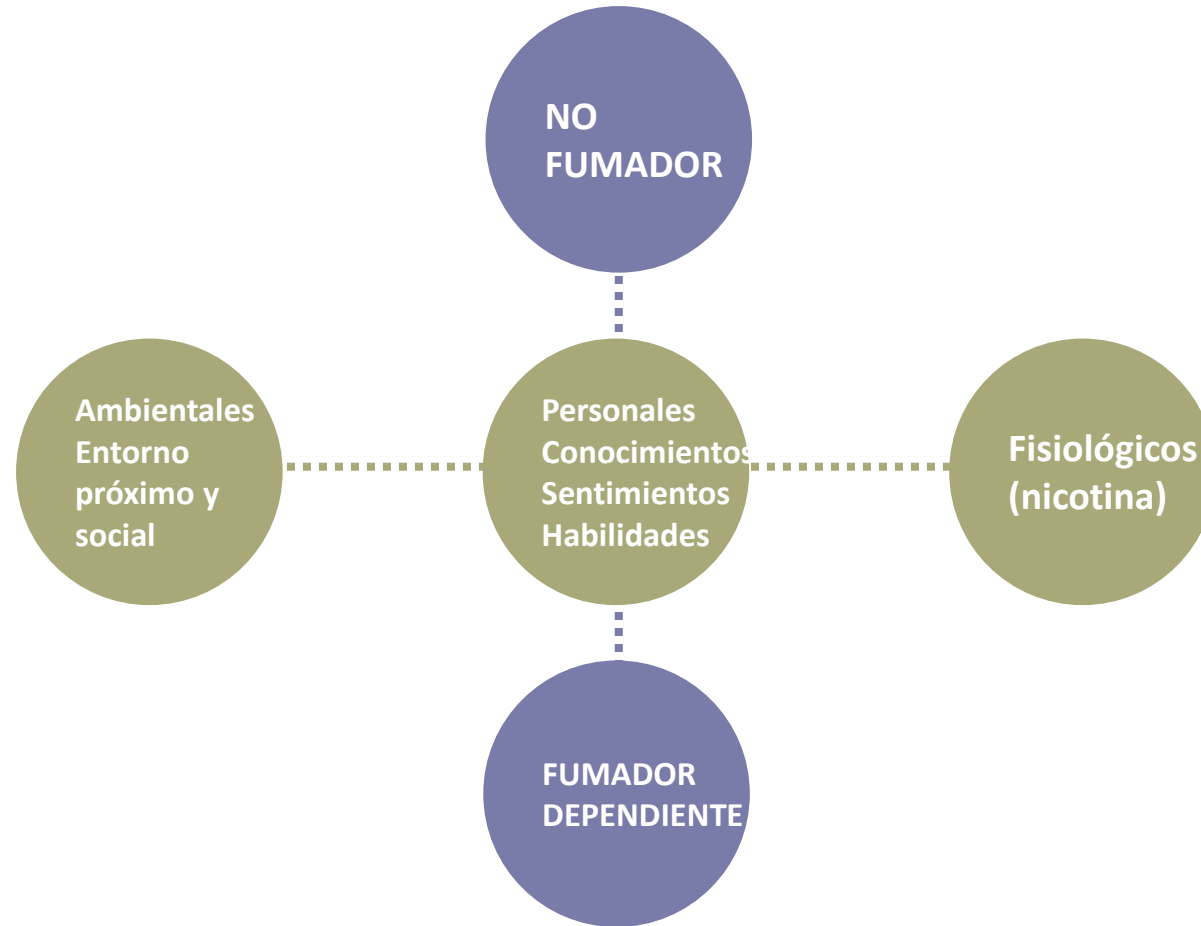 NO
FUMADOR
Ambientales
Entorno
próximo y
social
Personales
Conocimientos
Sentimientos
Habilidades
Fisiológicos
(nicotina)
FUMADOR
DEPENDIENTE